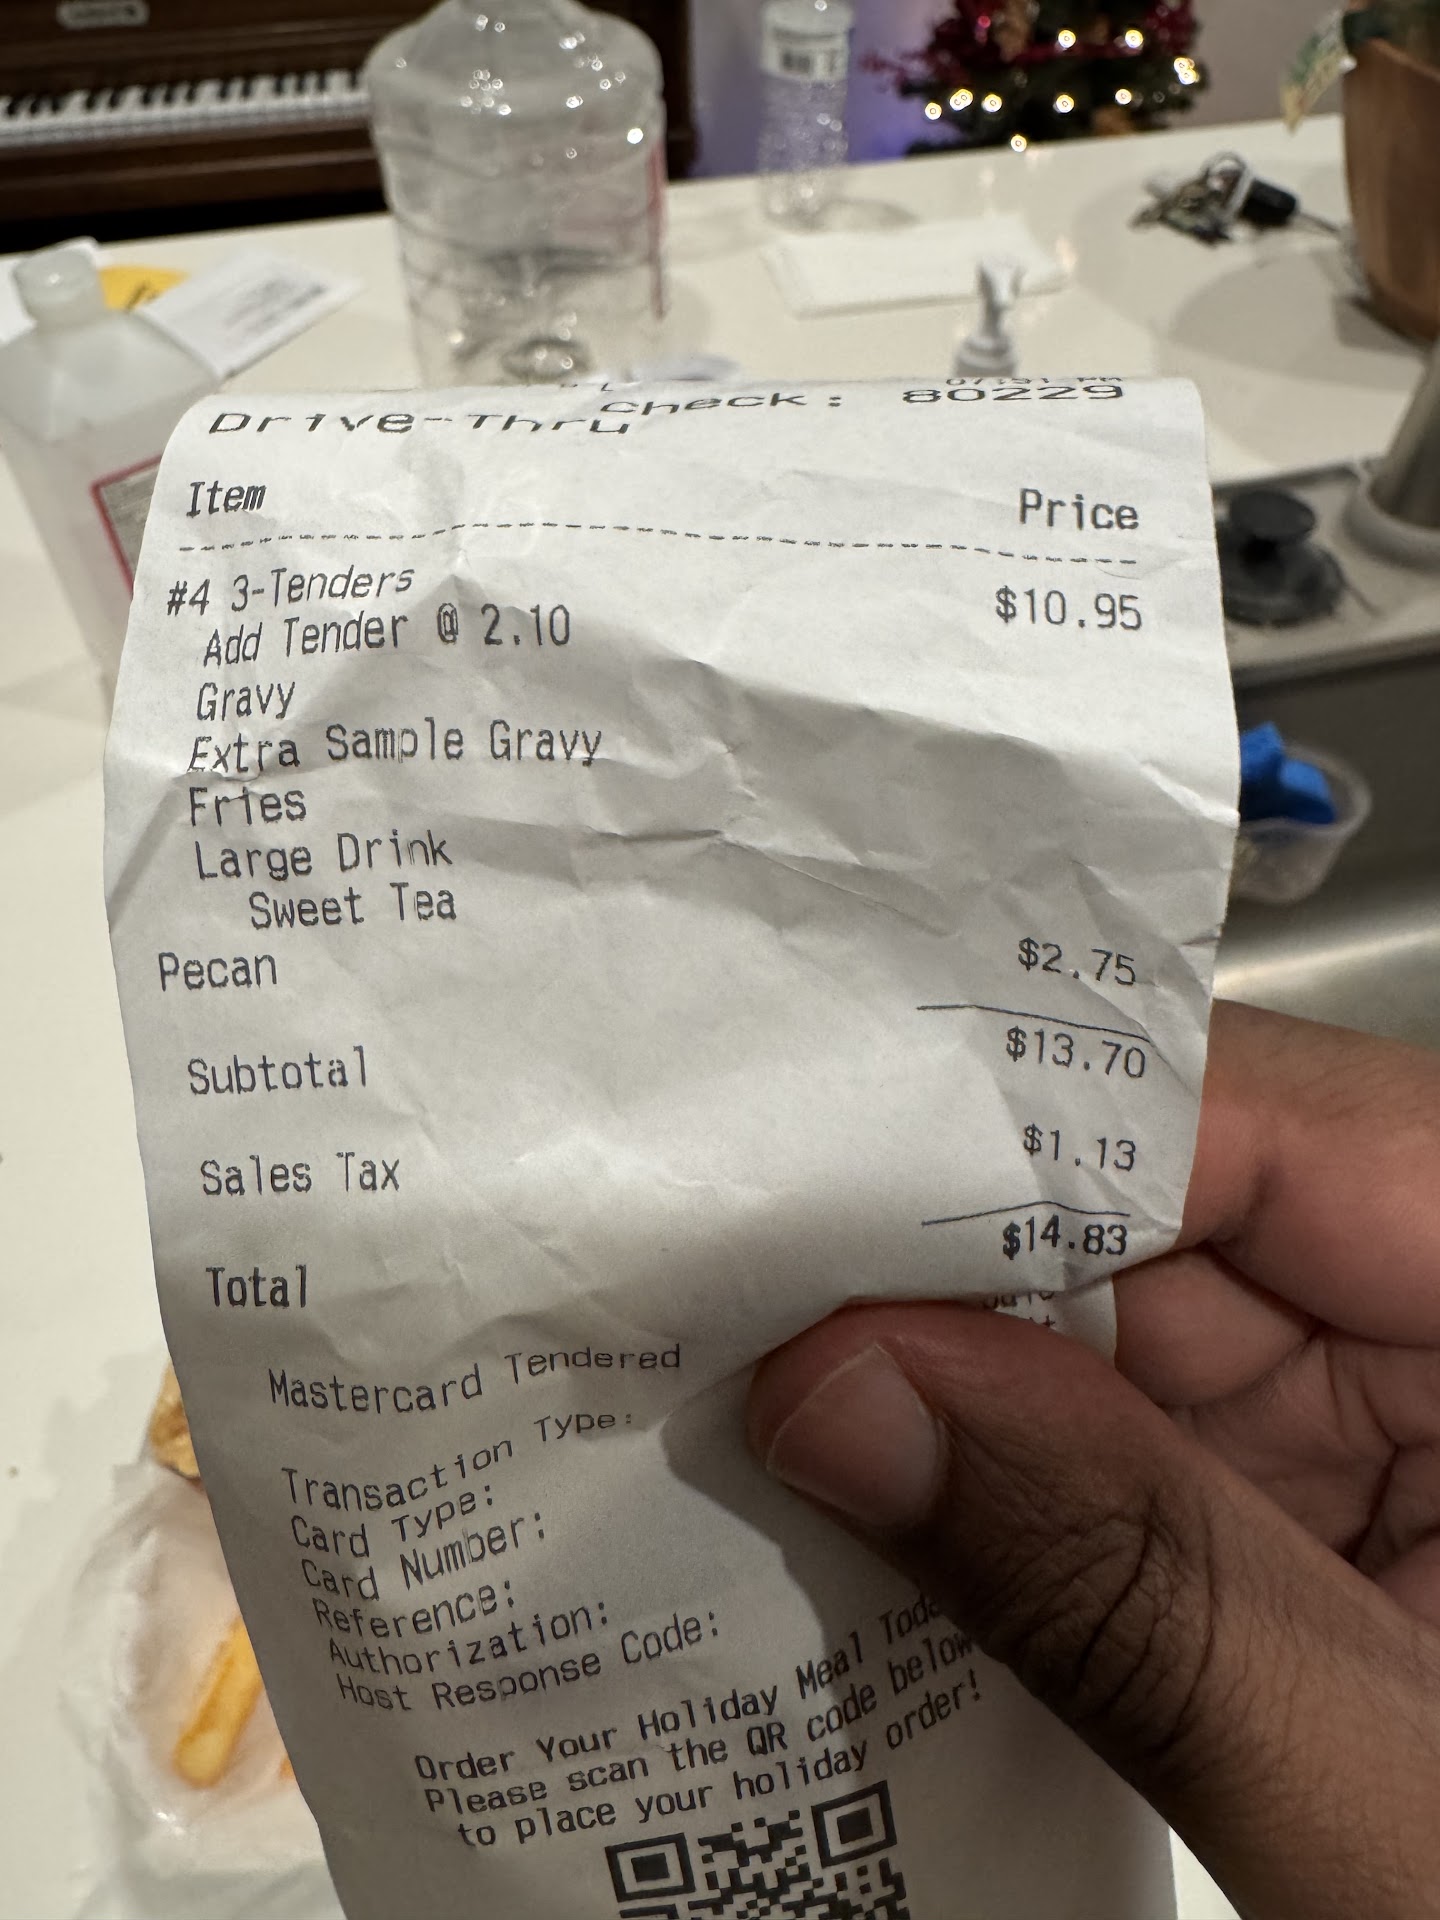 Check: 80229
Drive-Thru
Item Price
#4 3-Tenders $10.95
Add Tender @ 2.10
Gravy
Extra Sample Gravy
Fries
Large Drink
Sweet Tea
Pecan $2.75
Subtotal $13.70
Sales Tax $1.13
Total $14.83
Mastercard Tendered
Transaction Type:
Card Type:
Card Number:
Reference:
Authorization:
Host Response Code:
Order Your Holiday Meal
Please scan the QR code below
to place your holiday order!